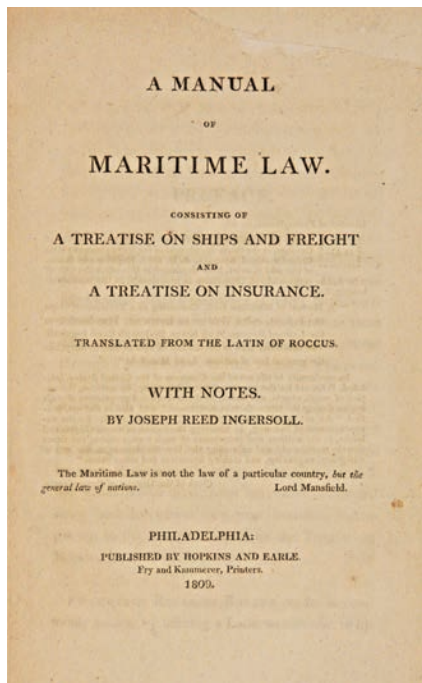 A MANUAL
OF
MARITIME LAW.
CONSISTING OF
A TREATISE ON SHIPS AND FREIGHT
AND
A TREATISE ON INSURANCE.
TRANSLATED FROM THE LATIN OF ROCCUS.
WITH NOTES.
BY JOSEPH REED INGERSOLL.
The Maritime Law is not the law of a particular country, but the
general law of nations. Lord Mansfield.
PHILADELPHIA:
PUBLISHED BY HOPKINS AND EARLE.
Fry and Kammerer, Printers.
1809.